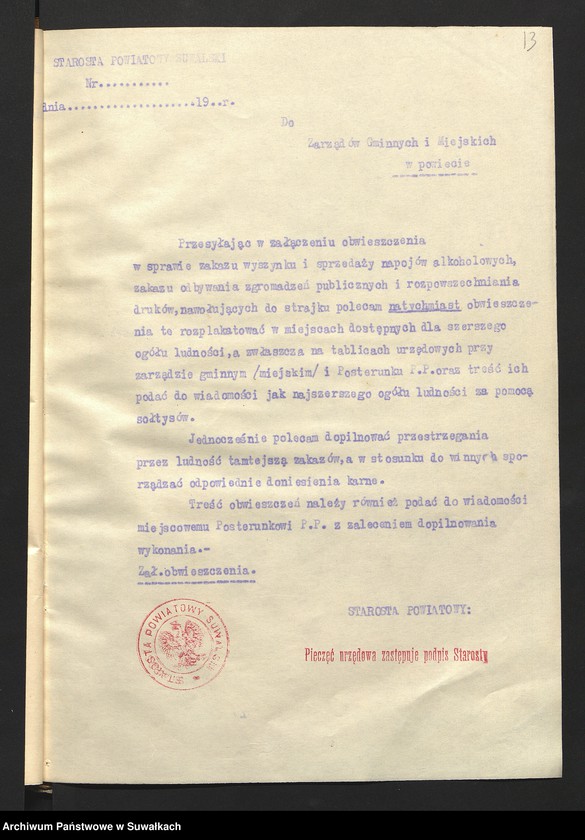 13
STAROSTA POWIATOWY SUWALSKI
Nr...........
dnia....................19..r.
Do
Zarządów Gminnych i Miejskich
w powiecie
Przesyłając w załączeniu obwieszczenia
w sprawie zakazu wyszynku i sprzedaży napojów alkoholowych,
zakazu odbywania zgromadzeń publicznych i rozpowszechniania
druków,nawołujących do strajku polecam natychmiast obwieszcze-
nia te rozplakatować w miejscach dostępnych dla szerszego
ogółu ludności,a zwłaszcza na tablicach urzędowych przy
zarządzie gminnym /miejskim/ i Posterunku P.P.oraz treść ich
podać do wiadomości jak najszerszego ogółu ludności za pomocą
sołtysów.
Jednocześnie polecam dopilnować przestrzegania
przez ludność tamtejszą zakazów,a w stosunku do winnych spo-
rządzać odpowiednie doniesienia karne.
Treść obwieszczeń należy również podać do wiadomości
miejscowemu Posterunkowi P.P. z zaleceniem dopilnowania
wykonania.-
Zał.obwieszczenia.
STAROSTA POWIATOWY:
STAROSTA POWIATOWY SUWALSKI
Pieczęć urzędowa zastępuje podpis Starosty
Archiwum Państwowe w Suwałkach